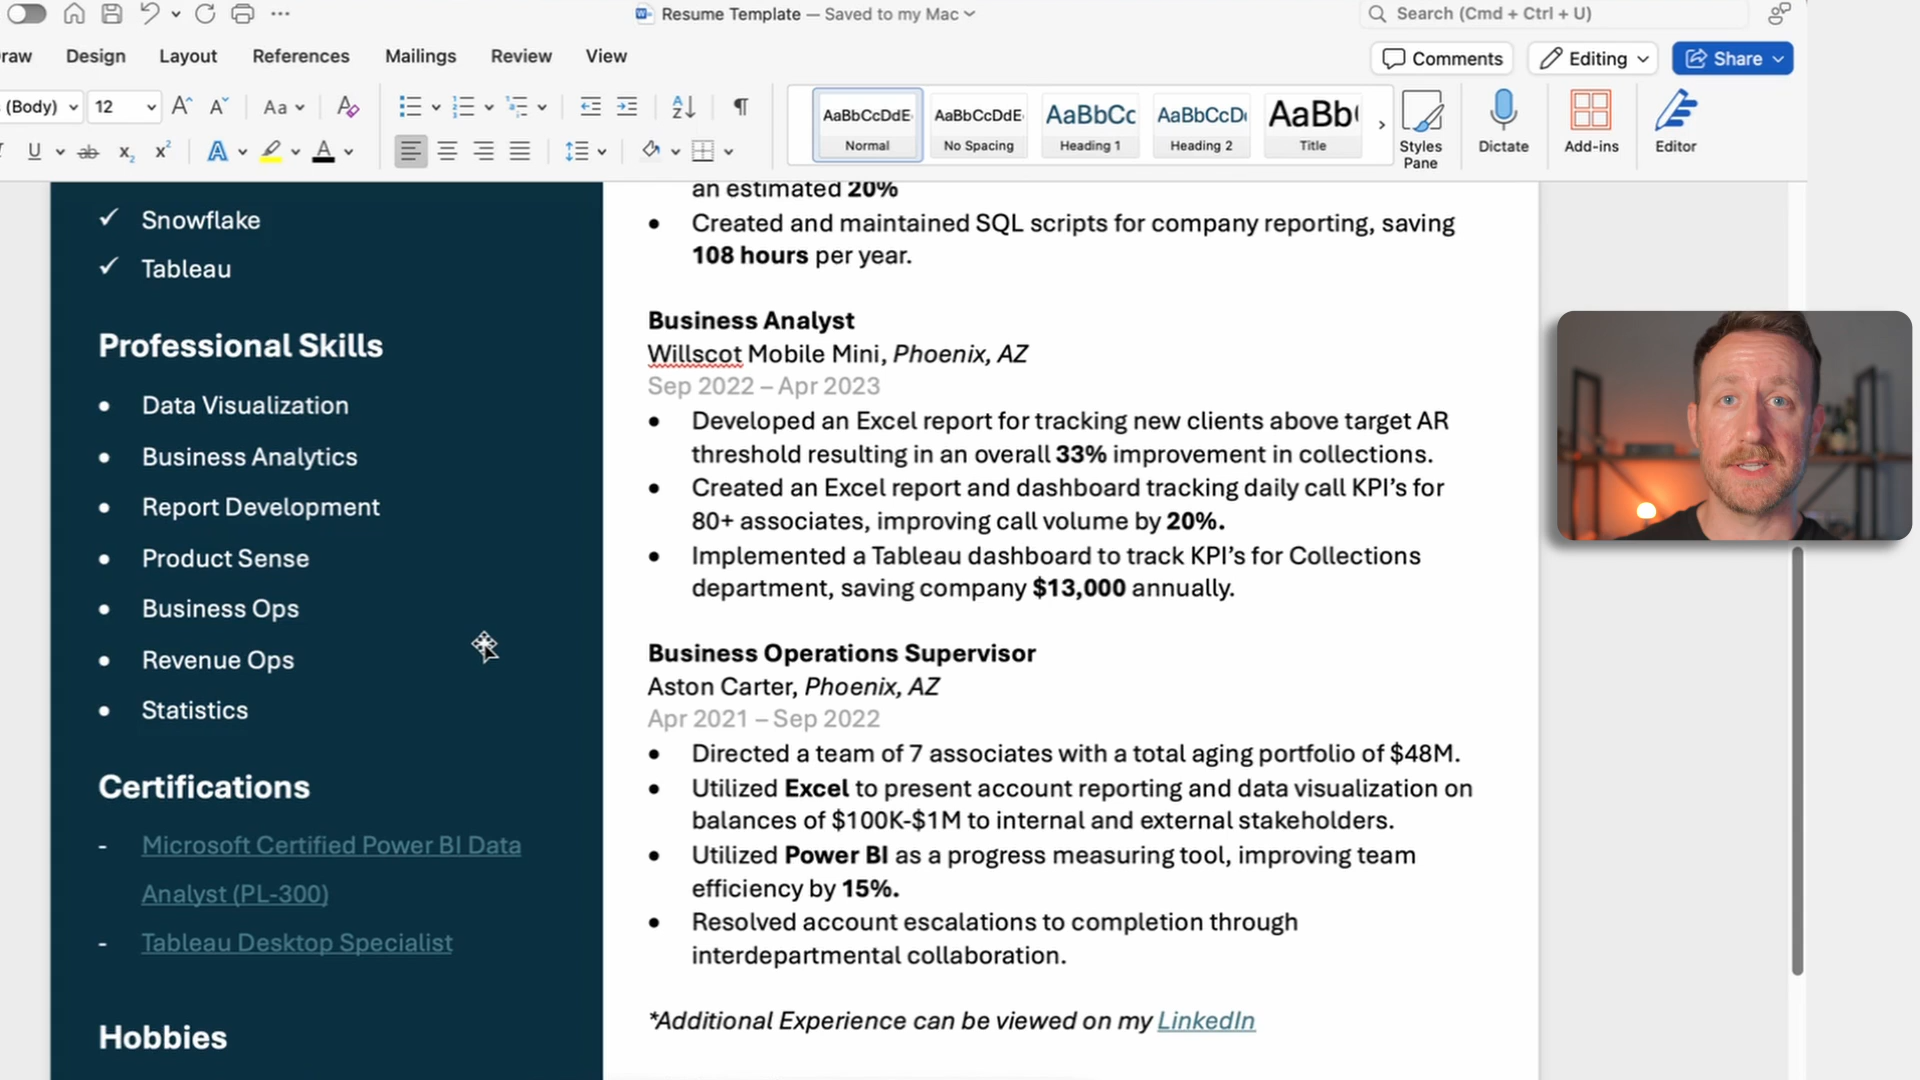 Resume Template — Saved to my Mac
Search (Cmd + Ctrl + U)
raw
Design
Layout
References
Mailings
Review
View
Comments
Editing
Share
(Body)
12
Aa
AaBbCcDdE
Normal
AaBbCcDdE
No Spacing
AaBbCc
Heading 1
AaBbCcD
Heading 2
AaBb
Title
Styles
Pane
Dictate
Add-ins
Editor
✓ Snowflake
✓ Tableau
Professional Skills
• Data Visualization
• Business Analytics
• Report Development
• Product Sense
• Business Ops
• Revenue Ops
• Statistics
Certifications
- Microsoft Certified Power BI Data
Analyst (PL-300)
- Tableau Desktop Specialist
Hobbies
an estimated 20%
• Created and maintained SQL scripts for company reporting, saving
108 hours per year.
Business Analyst
Willscot Mobile Mini, Phoenix, AZ
Sep 2022 – Apr 2023
• Developed an Excel report for tracking new clients above target AR
threshold resulting in an overall 33% improvement in collections.
• Created an Excel report and dashboard tracking daily call KPI’s for
80+ associates, improving call volume by 20%.
• Implemented a Tableau dashboard to track KPI’s for Collections
department, saving company $13,000 annually.
Business Operations Supervisor
Aston Carter, Phoenix, AZ
Apr 2021 – Sep 2022
• Directed a team of 7 associates with a total aging portfolio of $48M.
• Utilized Excel to present account reporting and data visualization on
balances of $100K-$1M to internal and external stakeholders.
• Utilized Power BI as a progress measuring tool, improving team
efficiency by 15%.
• Resolved account escalations to completion through
interdepartmental collaboration.
*Additional Experience can be viewed on my LinkedIn